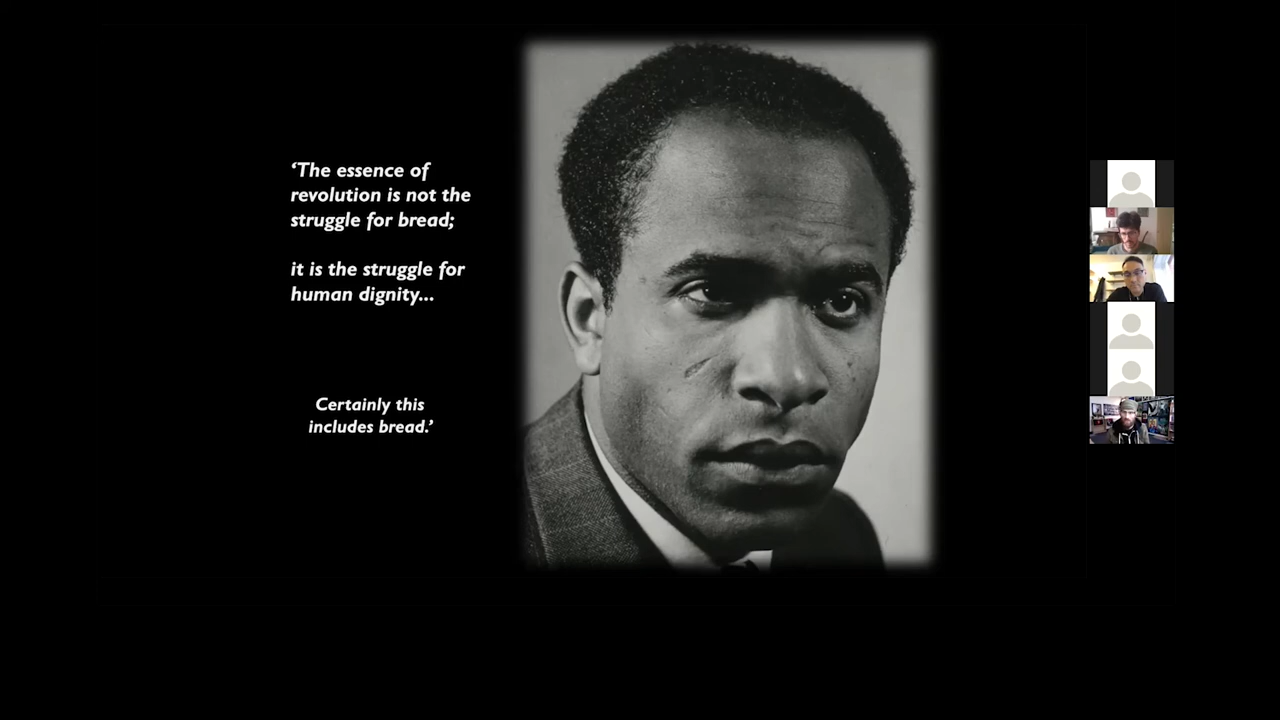 ‘The essence of
revolution is not the
struggle for bread;
it is the struggle for
human dignity...
Certainly this
includes bread.’